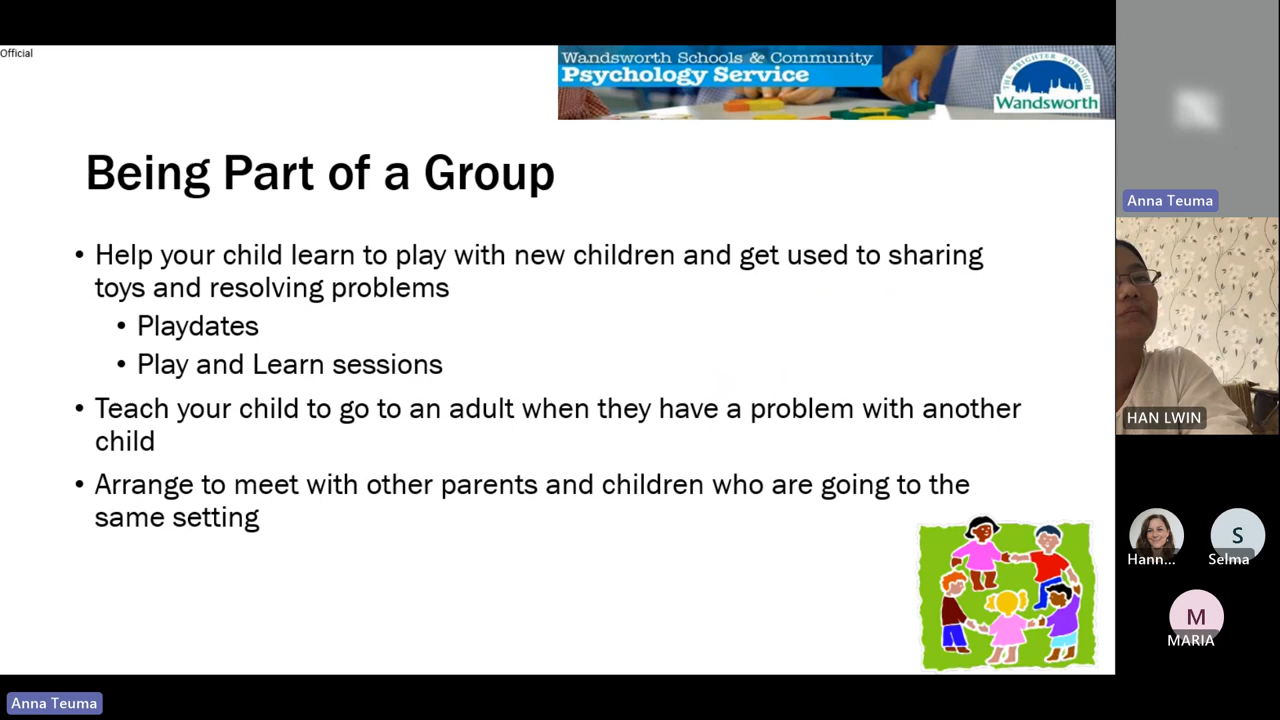 Official
Wandsworth Schools & Community
Psychology Service
THE BRIGHTER BOROUGH
Wandsworth
Being Part of a Group
• Help your child learn to play with new children and get used to sharing
toys and resolving problems
• Playdates
• Play and Learn sessions
• Teach your child to go to an adult when they have a problem with another
child
• Arrange to meet with other parents and children who are going to the
same setting
Anna Teuma
HAN LWIN
Hann...
S
Selma
M
MARIA
Anna Teuma